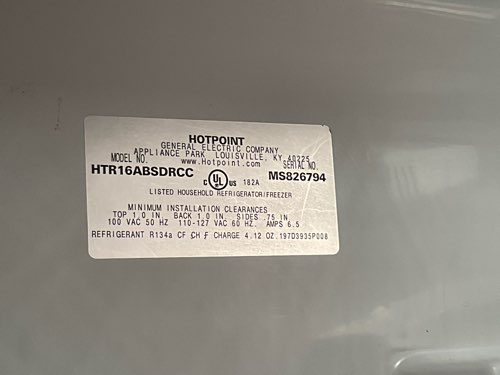 HOTPOINT
GENERAL ELECTRIC COMPANY
APPLIANCE PARK LOUISVILLE, KY 40225
MODEL NO. www.Hotpoint.com SERIAL NO.
HTR16ABSDRCC C UL US 182A MS826794
LISTED HOUSEHOLD REFRIGERATOR/FREEZER
MINIMUM INSTALLATION CLEARANCES
TOP 1.0 IN. BACK 1.0 IN. SIDES .75 IN
100 VAC 50 HZ 110-127 VAC 60 HZ. AMPS 6.5
REFRIGERANT R134a CF CH F CHARGE 4.12 OZ. 197D3935P008